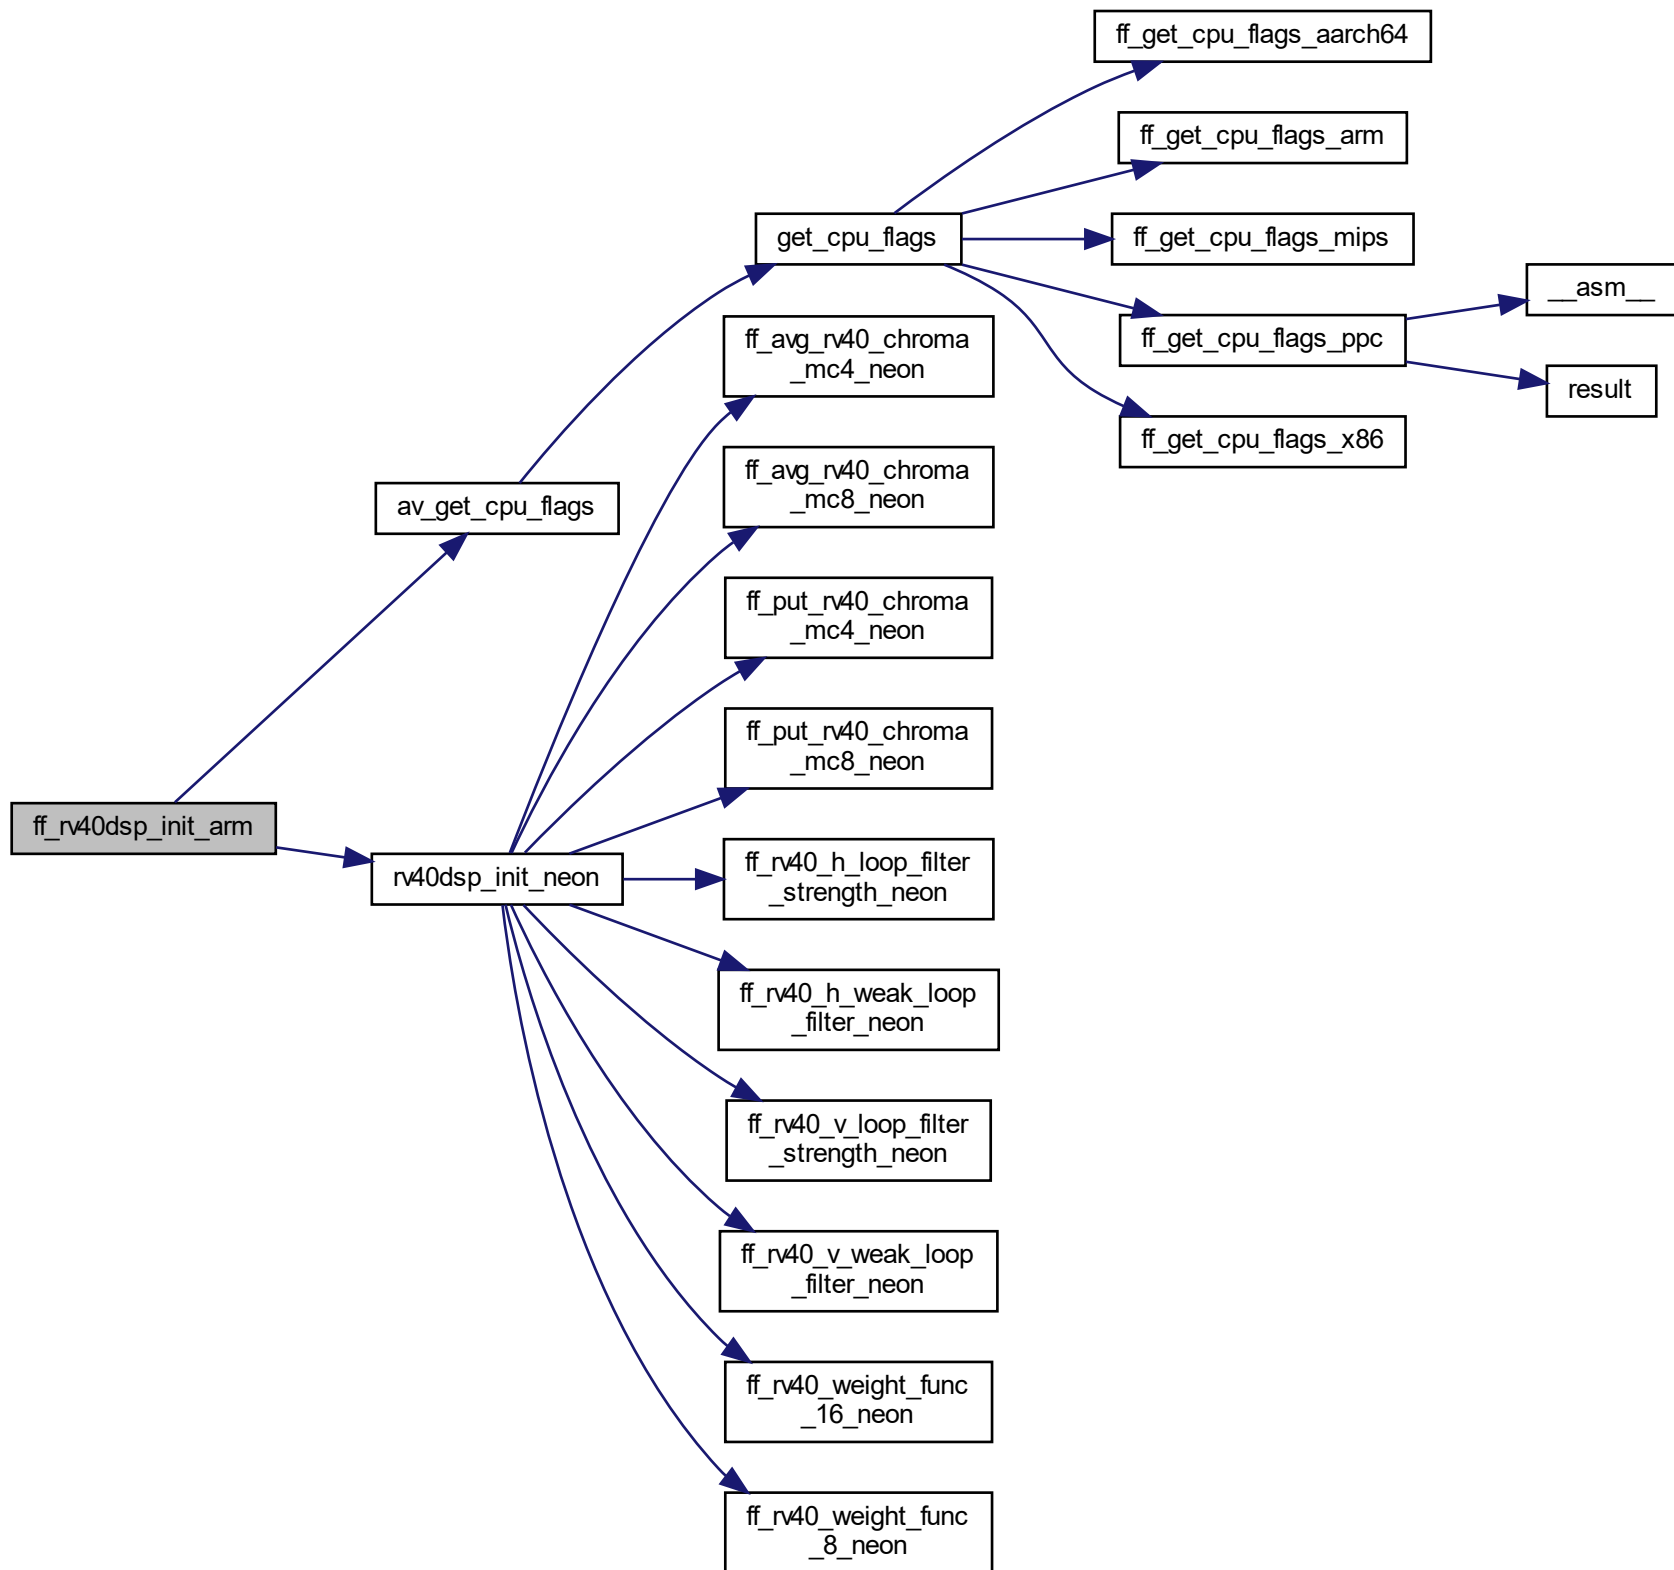 ff_get_cpu_flags_aarch64
ff_get_cpu_flags_arm
get_cpu_flags
ff_get_cpu_flags_mips
__asm__
ff_get_cpu_flags_ppc
result
ff_get_cpu_flags_x86
ff_avg_rv40_chroma
_mc4_neon
ff_avg_rv40_chroma
_mc8_neon
av_get_cpu_flags
ff_put_rv40_chroma
_mc4_neon
ff_put_rv40_chroma
_mc8_neon
ff_rv40dsp_init_arm
rv40dsp_init_neon
ff_rv40_h_loop_filter
_strength_neon
ff_rv40_h_weak_loop
_filter_neon
ff_rv40_v_loop_filter
_strength_neon
ff_rv40_v_weak_loop
_filter_neon
ff_rv40_weight_func
_16_neon
ff_rv40_weight_func
_8_neon